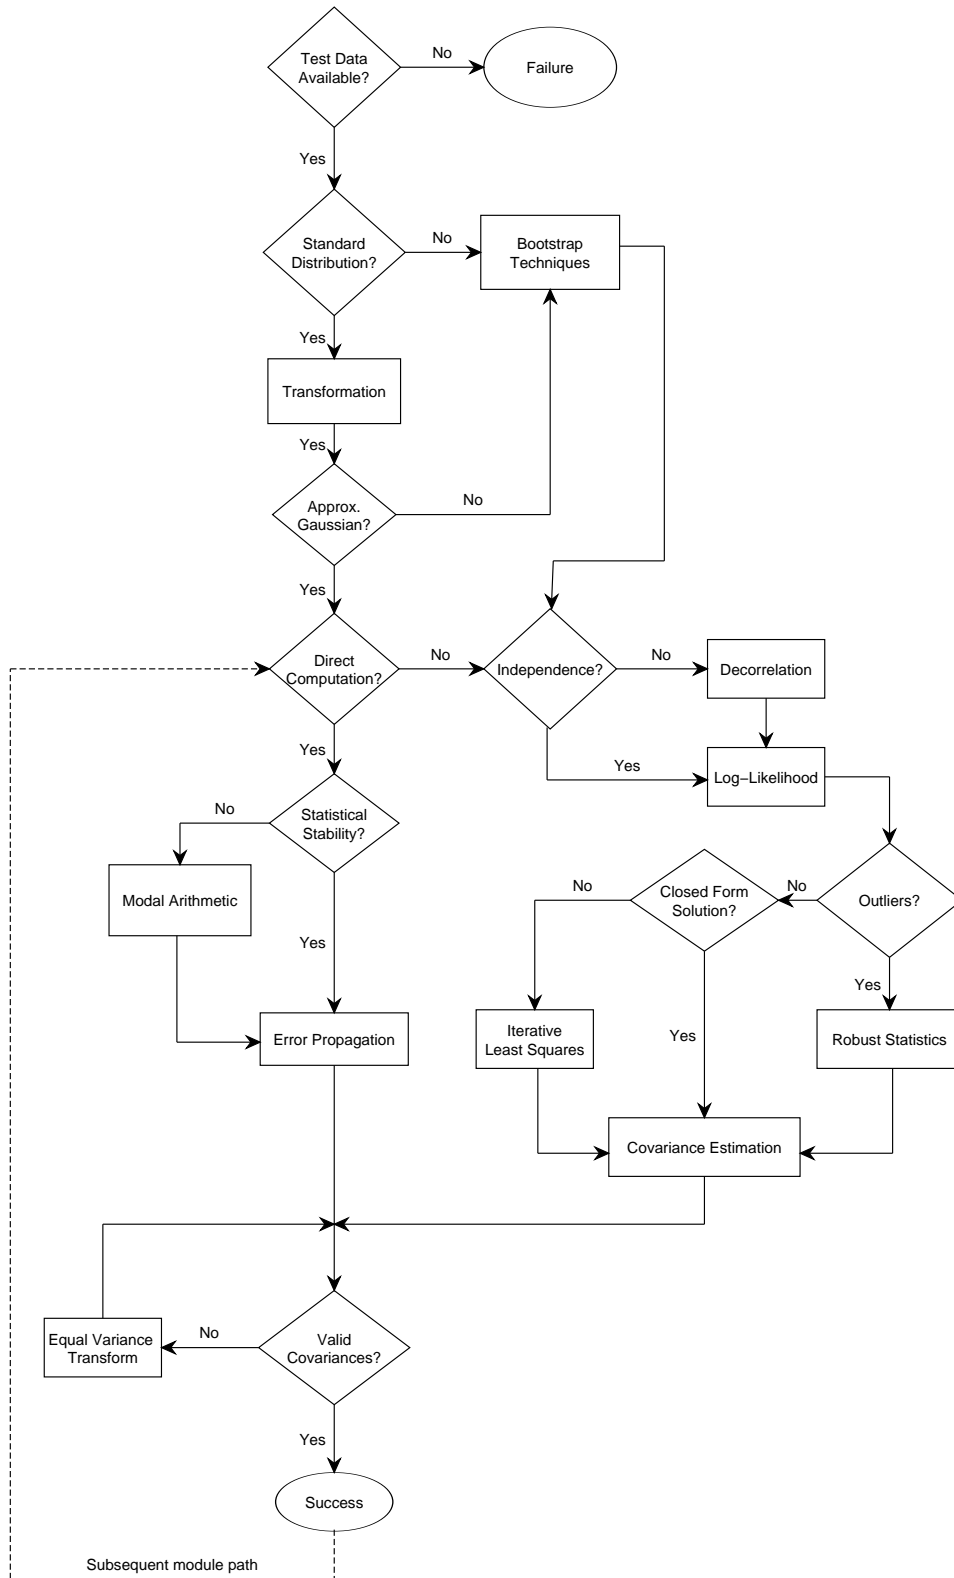 Test Data
Available?
No
Failure
Yes
Standard
Distribution?
No
Bootstrap
Techniques
Yes
Transformation
Yes
Approx.
Gaussian?
No
Yes
Direct
Computation?
No
Independence?
No
Decorrelation
Yes
Yes
Log−Likelihood
No
Statistical
Stability?
Modal Arithmetic
Yes
No
Closed Form
Solution?
No
Outliers?
Yes
Error Propagation
Iterative
Least Squares
Yes
Robust Statistics
Covariance Estimation
Equal Variance
Transform
No
Valid
Covariances?
Yes
Success
Subsequent module path